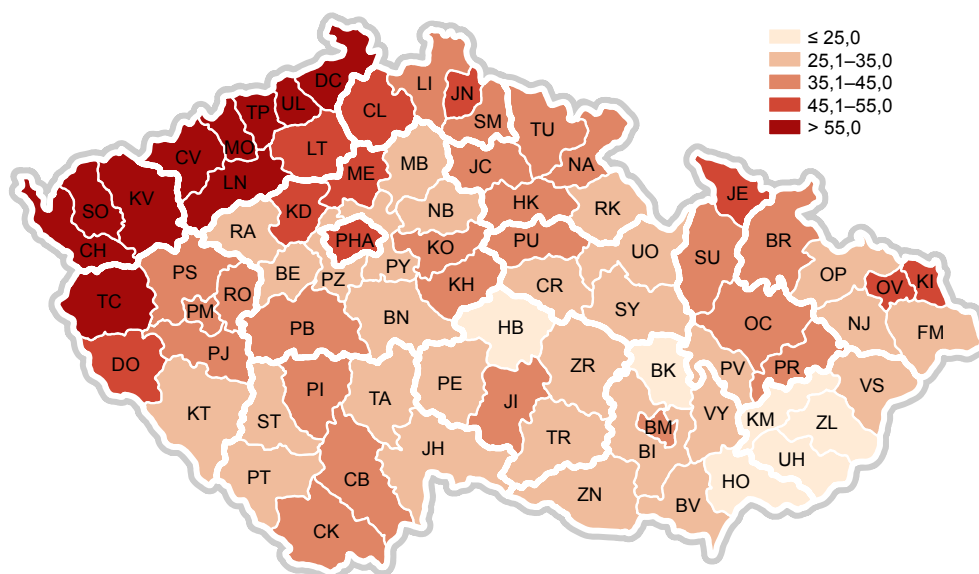 ≤ 25,0
25,1–35,0
35,1–45,0
45,1–55,0
> 55,0
DC
LI
JN
TP
UL
CL
SM
TU
MO
CV
LT
MB
JC
NA
ME
LN
KV
SO
KD
NB
HK
RK
JE
RA
PHA
KO
PU
BR
CH
UO
SU
PS
BE
PZ
PY
OP
RO
KH
CR
OV
KI
TC
PM
PB
BN
HB
SY
OC
NJ
FM
PJ
DO
ZR
BK
PV
PR
VS
PE
PI
TA
JI
KT
ST
VY
KM
ZL
BM
TR
JH
BI
UH
PT
CB
HO
ZN
BV
CK